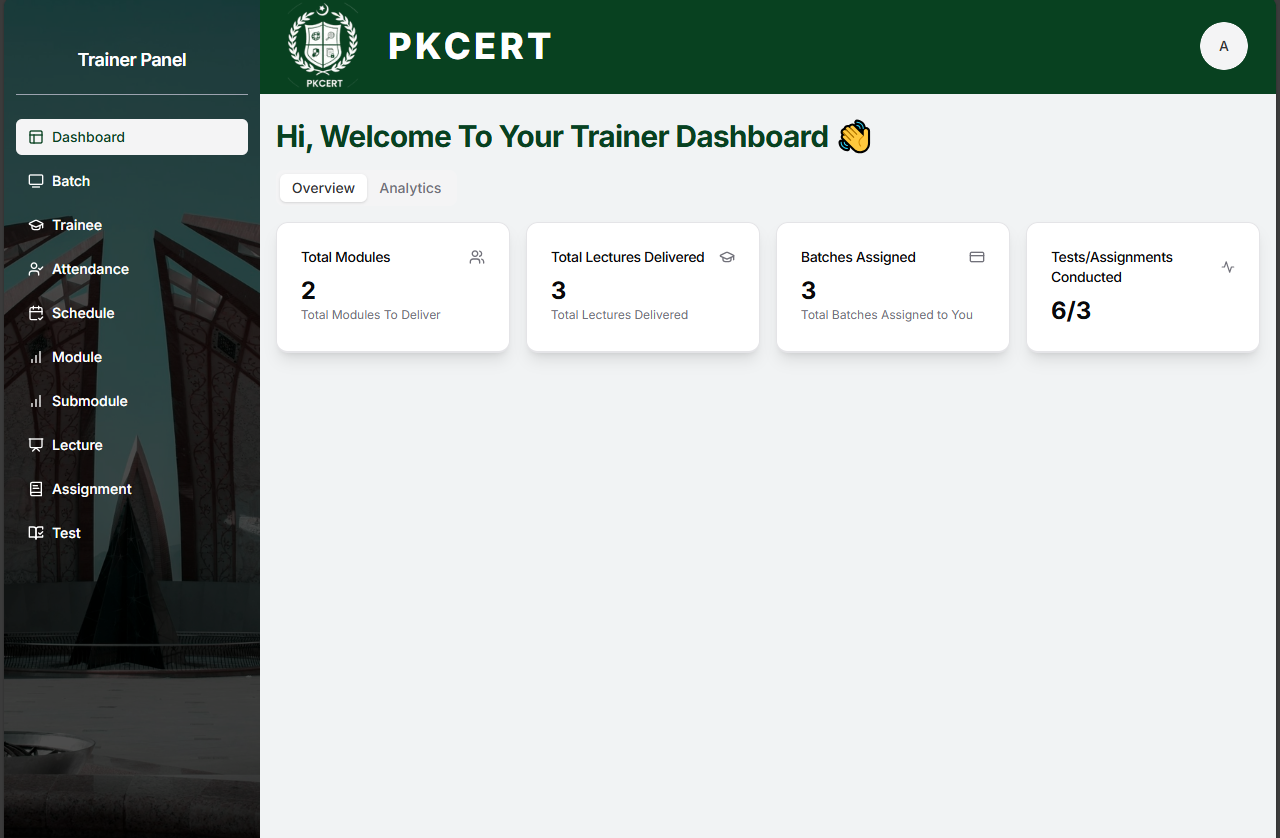 Trainer Panel
Dashboard
Batch
Trainee
Attendance
Schedule
Module
Submodule
Lecture
Assignment
Test
PKCERT
PKCERT
A
Hi, Welcome To Your Trainer Dashboard 👋
Overview Analytics
Total Modules
2
Total Modules To Deliver
Total Lectures Delivered
3
Total Lectures Delivered
Batches Assigned
3
Total Batches Assigned to You
Tests/Assignments
Conducted
6/3